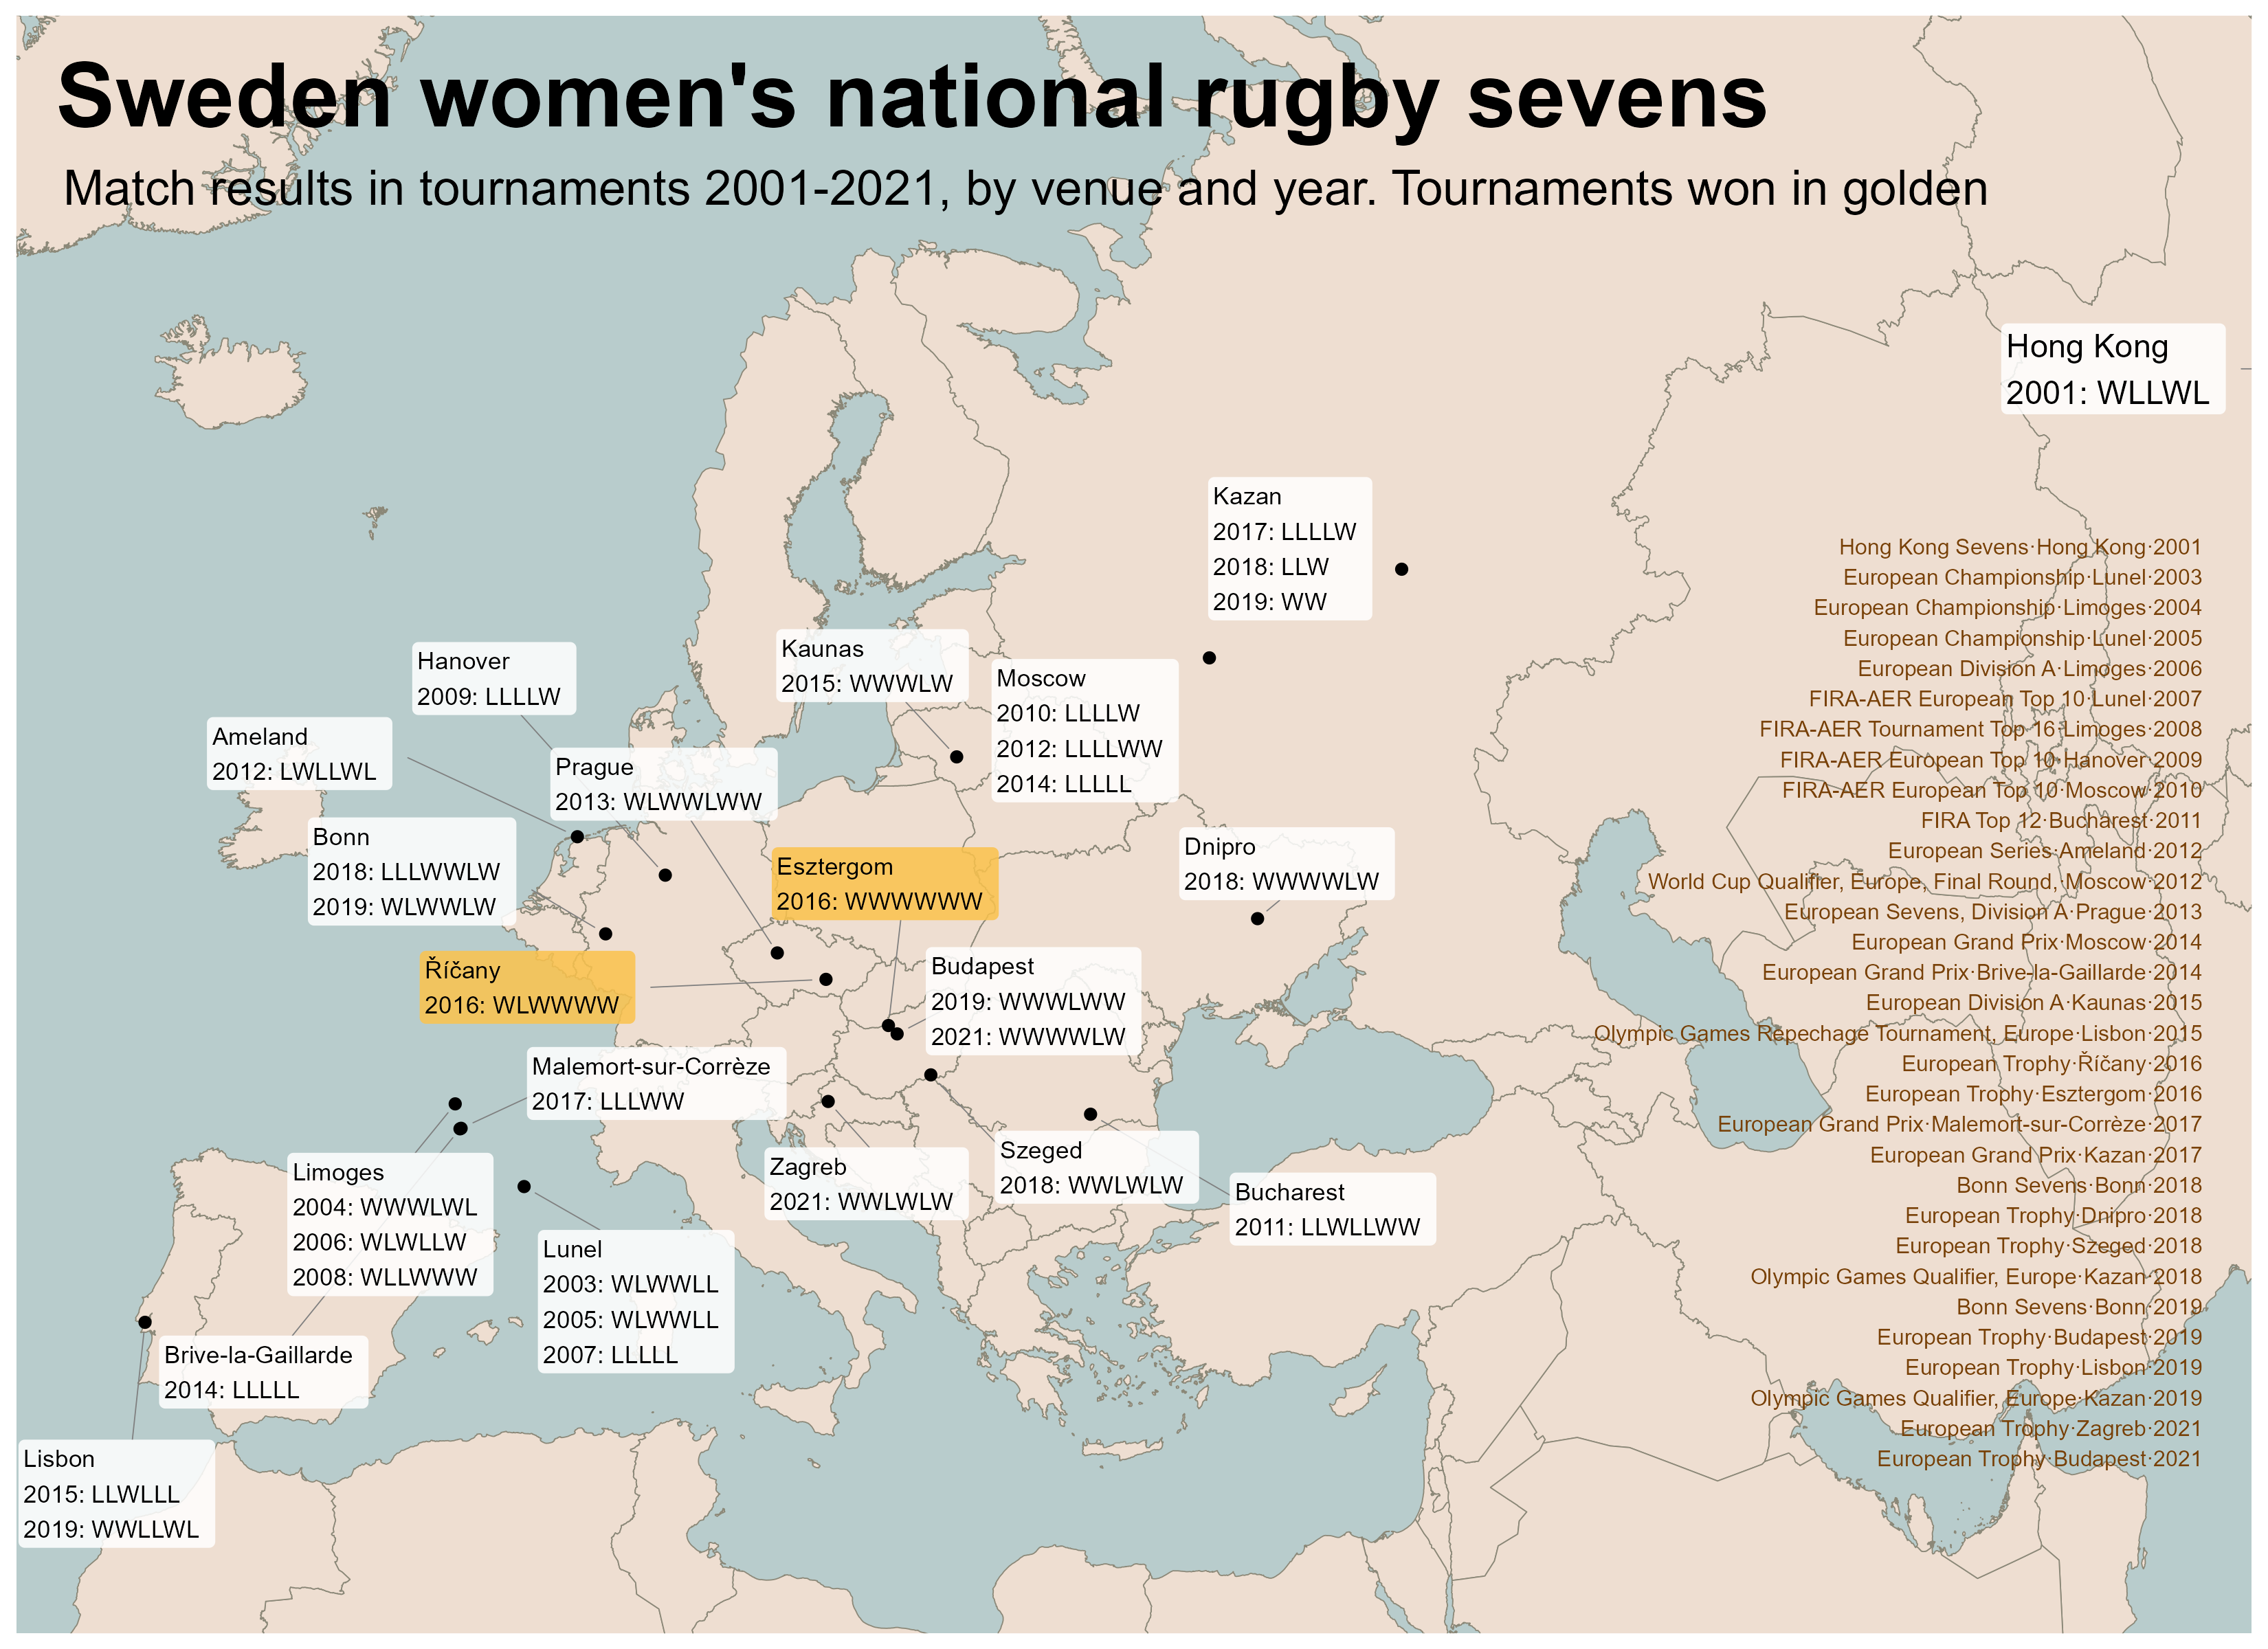 Sweden women's national rugby sevens
Match results in tournaments 2001-2021, by venue and year. Tournaments won in golden
Hong Kong
2001: WLLWL
Kazan
2017: LLLLW
2018: LLW
2019: WW
Kaunas
2015: WWWLW
Hanover
2009: LLLLW
Moscow
2010: LLLLW
2012: LLLLWW
2014: LLLLL
Ameland
2012: LWLLWL
Prague
2013: WLWWLWW
Bonn
2018: LLLWWLW
2019: WLWWLW
Dnipro
2018: WWWWLW
Esztergom
2016: WWWWWW
Říčany
2016: WLWWWW
Budapest
2019: WWWLWW
2021: WWWWLW
Malemort-sur-Corrèze
2017: LLLWW
Limoges
2004: WWWLWL
2006: WLWLLW
2008: WLLWWW
Zagreb
2021: WWLWLW
Szeged
2018: WWLWLW
Bucharest
2011: LLWLLWW
Lunel
2003: WLWWLL
2005: WLWWLL
2007: LLLLL
Brive-la-Gaillarde
2014: LLLLL
Lisbon
2015: LLWLLL
2019: WWLLWL
Hong Kong Sevens·Hong Kong·2001
European Championship·Lunel·2003
European Championship·Limoges·2004
European Championship·Lunel·2005
European Division A·Limoges·2006
FIRA-AER European Top 10·Lunel·2007
FIRA-AER Tournament Top 16·Limoges·2008
FIRA-AER European Top 10·Hanover·2009
FIRA-AER European Top 10·Moscow·2010
FIRA Top 12·Bucharest·2011
European Series·Ameland·2012
World Cup Qualifier, Europe, Final Round, Moscow·2012
European Sevens, Division A·Prague·2013
European Grand Prix·Moscow·2014
European Grand Prix·Brive-la-Gaillarde·2014
European Division A·Kaunas·2015
Olympic Games Repechage Tournament, Europe·Lisbon·2015
European Trophy·Říčany·2016
European Trophy·Esztergom·2016
European Grand Prix·Malemort-sur-Corrèze·2017
European Grand Prix·Kazan·2017
Bonn Sevens·Bonn·2018
European Trophy·Dnipro·2018
European Trophy·Szeged·2018
Olympic Games Qualifier, Europe·Kazan·2018
Bonn Sevens·Bonn·2019
European Trophy·Budapest·2019
European Trophy·Lisbon·2019
Olympic Games Qualifier, Europe·Kazan·2019
European Trophy·Zagreb·2021
European Trophy·Budapest·2021